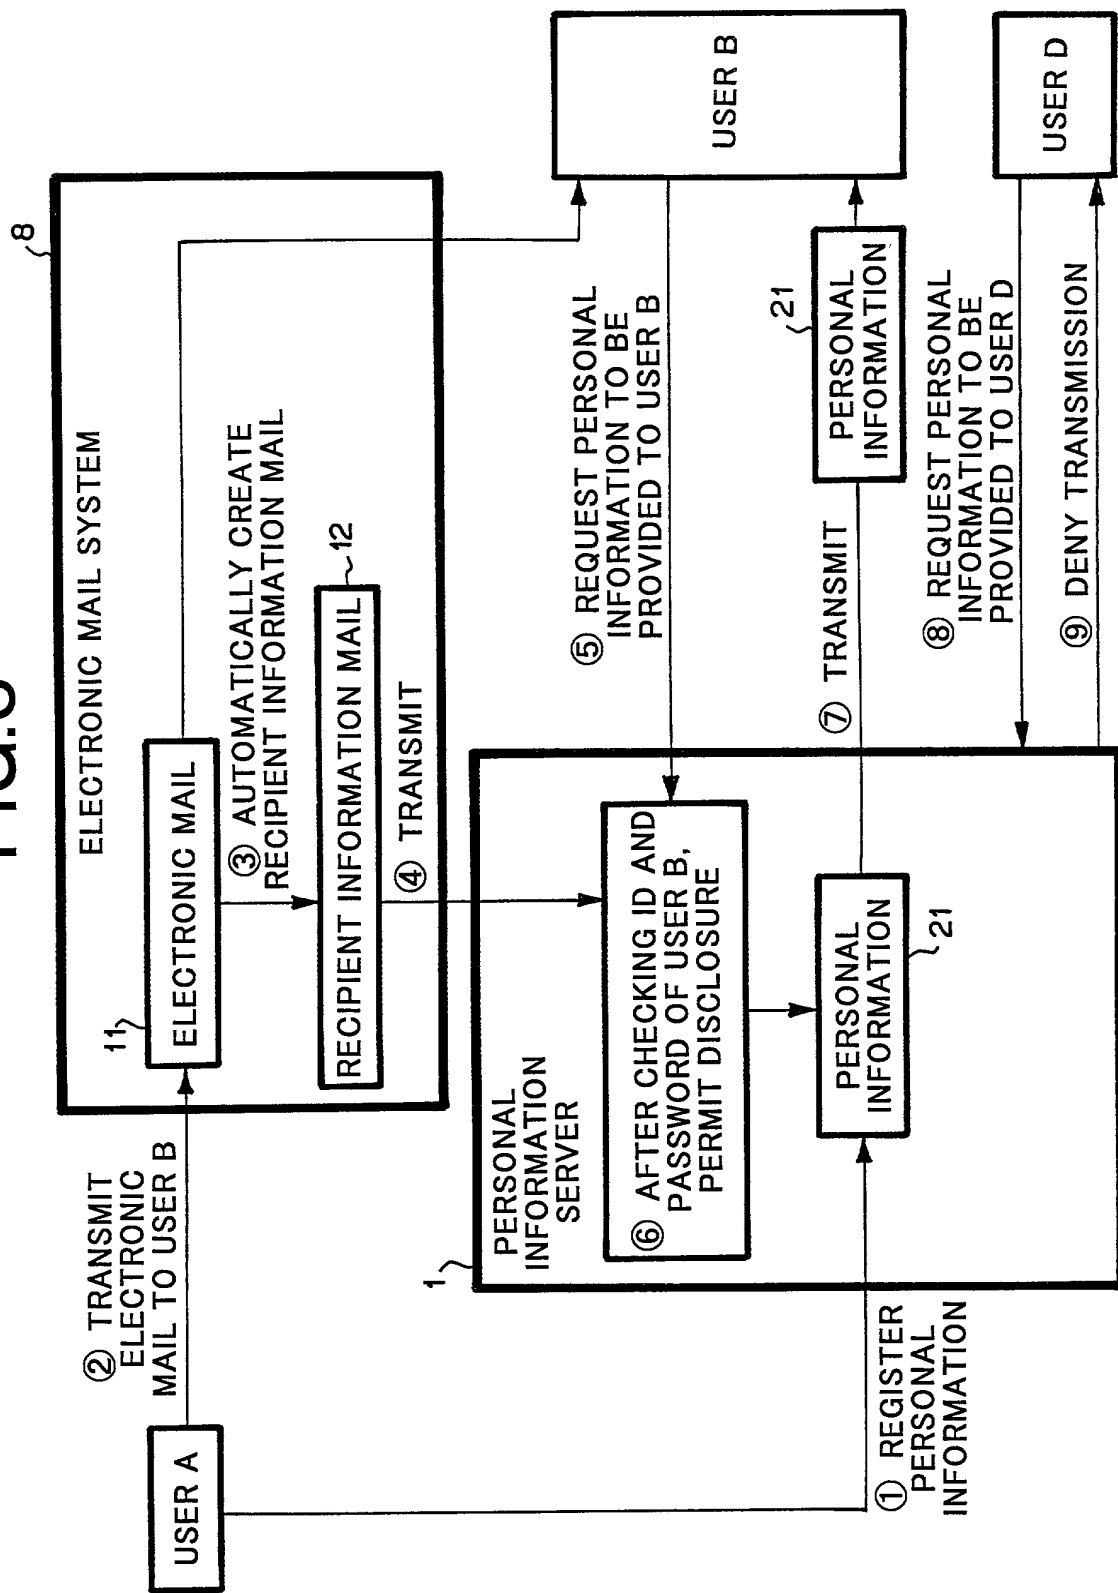 ELECTRONIC MAIL SYSTEM
8
② TRANSMIT
ELECTRONIC
MAIL TO USER B
USER A
11
ELECTRONIC MAIL
③ AUTOMATICALLY CREATE
RECIPIENT INFORMATION MAIL
RECIPIENT INFORMATION MAIL
12
④ TRANSMIT
1
PERSONAL
INFORMATION
SERVER
⑥ AFTER CHECKING ID AND
PASSWORD OF USER B,
PERMIT DISCLOSURE
PERSONAL
INFORMATION
21
① REGISTER
PERSONAL
INFORMATION
⑤ REQUEST PERSONAL
INFORMATION TO BE
PROVIDED TO USER B
USER B
⑦ TRANSMIT
21
PERSONAL
INFORMATION
⑧ REQUEST PERSONAL
INFORMATION TO BE
PROVIDED TO USER D
⑨ DENY TRANSMISSION
USER D